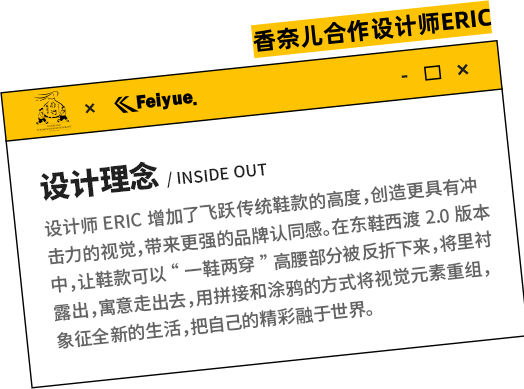 香奈儿合作设计师ERIC
× Feiyue.
- □ ×
设计理念 / INSIDE OUT
设计师 ERIC 增加了飞跃传统鞋款的高度,创造更具有冲
击力的视觉,带来更强的品牌认同感。在东鞋西渡 2.0 版本
中,让鞋款可以“一鞋两穿”高腰部分被反折下来,将里衬
露出,寓意走出去,用拼接和涂鸦的方式将视觉元素重组,
象征全新的生活,把自己的精彩融于世界。